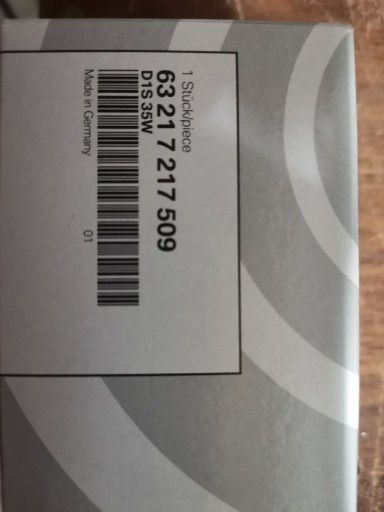 1 Stück/piece
63 21 7 217 509
D1S 35W
Made in Germany 01